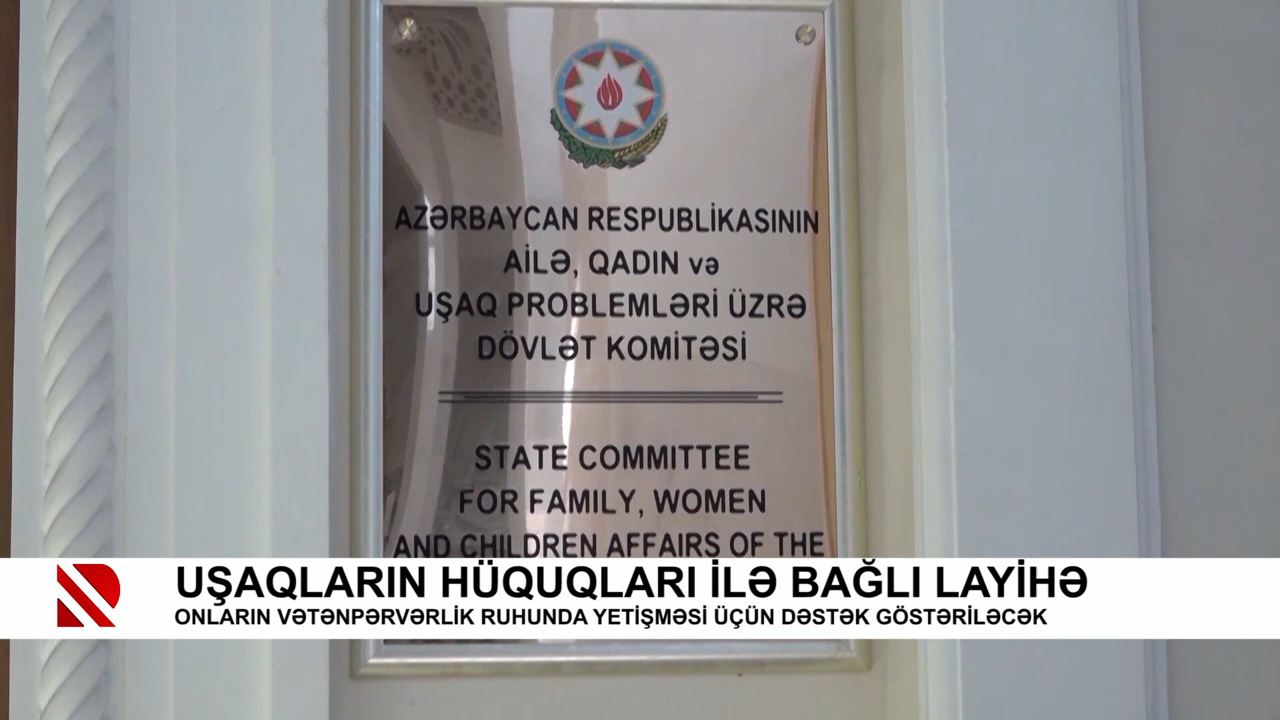 AZƏRBAYCAN RESPUBLİKASININ
AİLƏ, QADIN və
UŞAQ PROBLEMLƏRİ ÜZRƏ
DÖVLƏT KOMİTƏSİ
STATE COMMITTEE
FOR FAMILY, WOMEN
AND CHILDREN AFFAIRS OF THE
UŞAQLARIN HÜQUQLARI İLƏ BAĞLI LAYİHƏ
ONLARIN VƏTƏNPƏRVƏRLİK RUHUNDA YETİŞMƏSİ ÜÇÜN DƏSTƏK GÖSTƏRİLƏCƏK